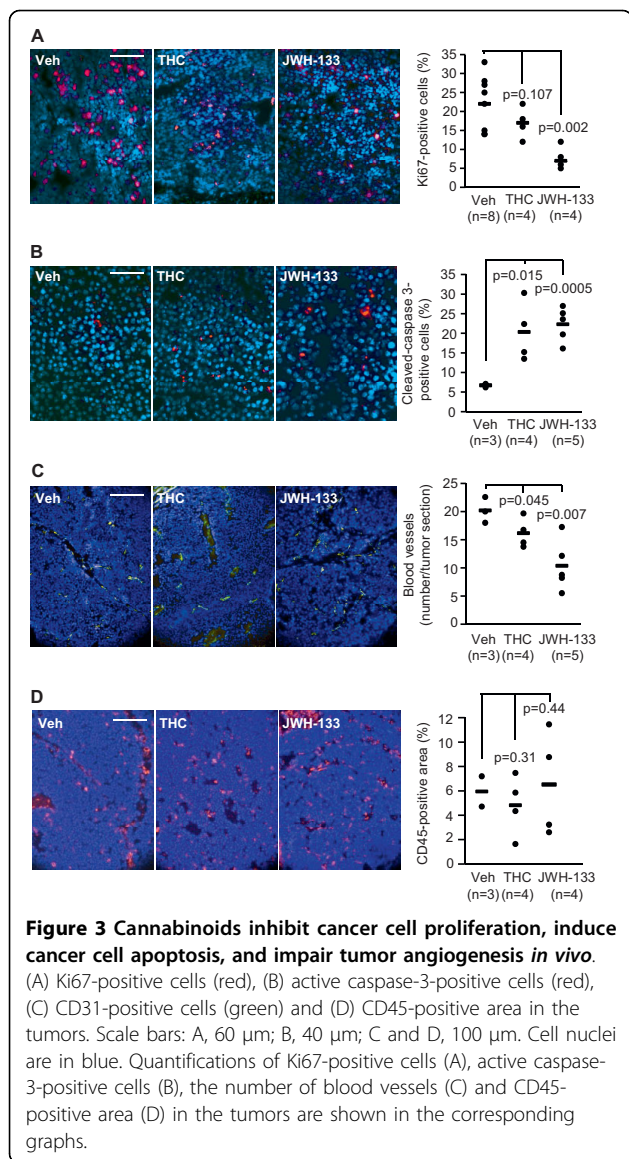 A
Veh
THC
JWH-133
Ki67-positive cells (%)
35
30
25
20
15
10
5
0
p=0.107
p=0.002
Veh THC JWH-133
(n=8) (n=4) (n=4)
B
Veh
THC
JWH-133
Cleaved-caspase 3-
positive cells (%)
35
30
25
20
15
10
5
0
p=0.015
p=0.0005
Veh THC JWH-133
(n=3) (n=4) (n=5)
C
Veh
THC
JWH-133
Blood vessels
(number/tumor section)
25
20
15
10
5
0
p=0.045
p=0.007
Veh THC JWH-133
(n=3) (n=4) (n=5)
D
Veh
THC
JWH-133
CD45-positive area (%)
12
10
8
6
4
2
0
p=0.44
p=0.31
Veh THC JWH-133
(n=3) (n=4) (n=4)
Figure 3 Cannabinoids inhibit cancer cell proliferation, induce
cancer cell apoptosis, and impair tumor angiogenesis in vivo.
(A) Ki67-positive cells (red), (B) active caspase-3-positive cells (red),
(C) CD31-positive cells (green) and (D) CD45-positive area in the
tumors. Scale bars: A, 60 μm; B, 40 μm; C and D, 100 μm. Cell nuclei
are in blue. Quantifications of Ki67-positive cells (A), active caspase-
3-positive cells (B), the number of blood vessels (C) and CD45-
positive area (D) in the tumors are shown in the corresponding
graphs.